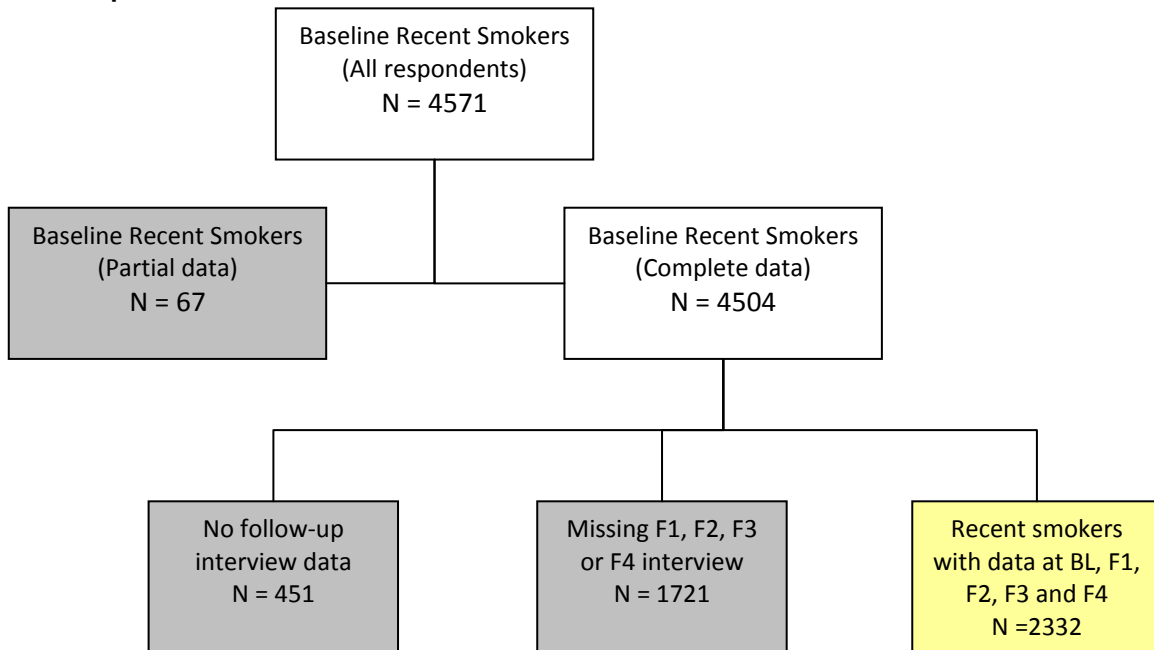 Baseline Recent Smokers
(All respondents)
N = 4571
Baseline Recent Smokers
(Partial data)
N = 67
Baseline Recent Smokers
(Complete data)
N = 4504
No follow-up
interview data
N = 451
Missing F1, F2, F3
or F4 interview
N = 1721
Recent smokers
with data at BL, F1,
F2, F3 and F4
N =2332